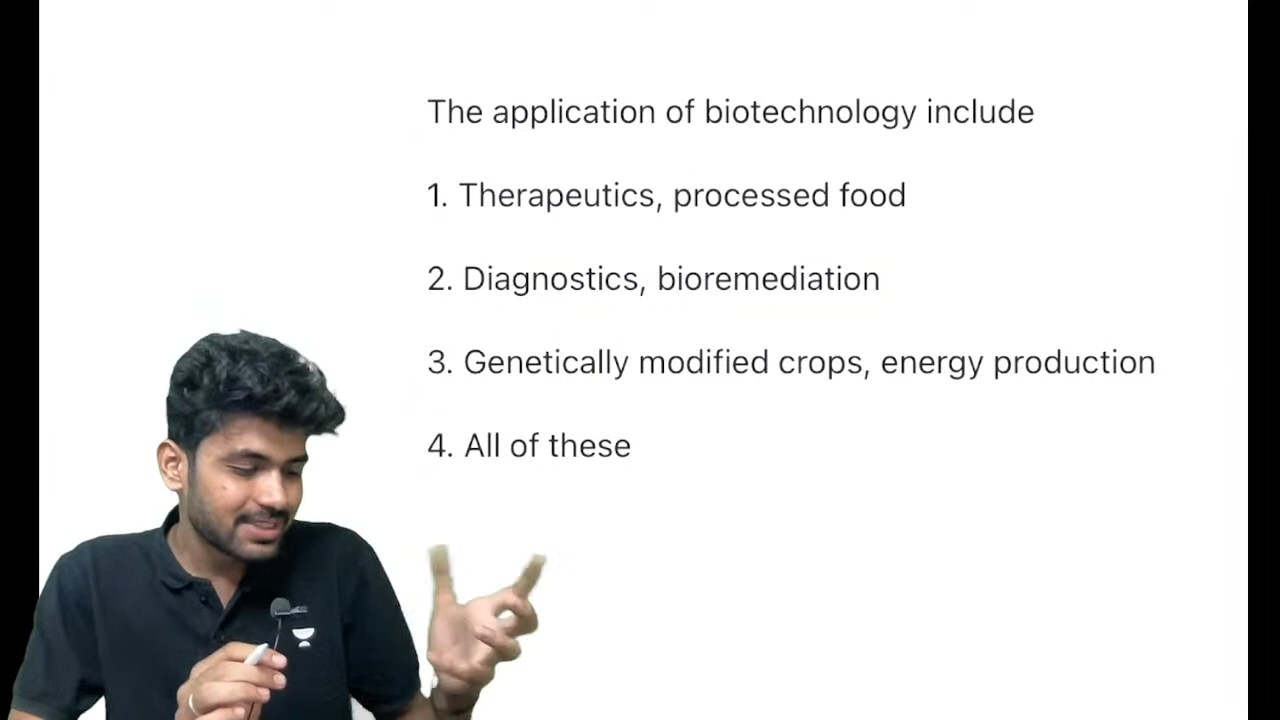 The application of biotechnology include
1. Therapeutics, processed food
2. Diagnostics, bioremediation
3. Genetically modified crops, energy production
4. All of these